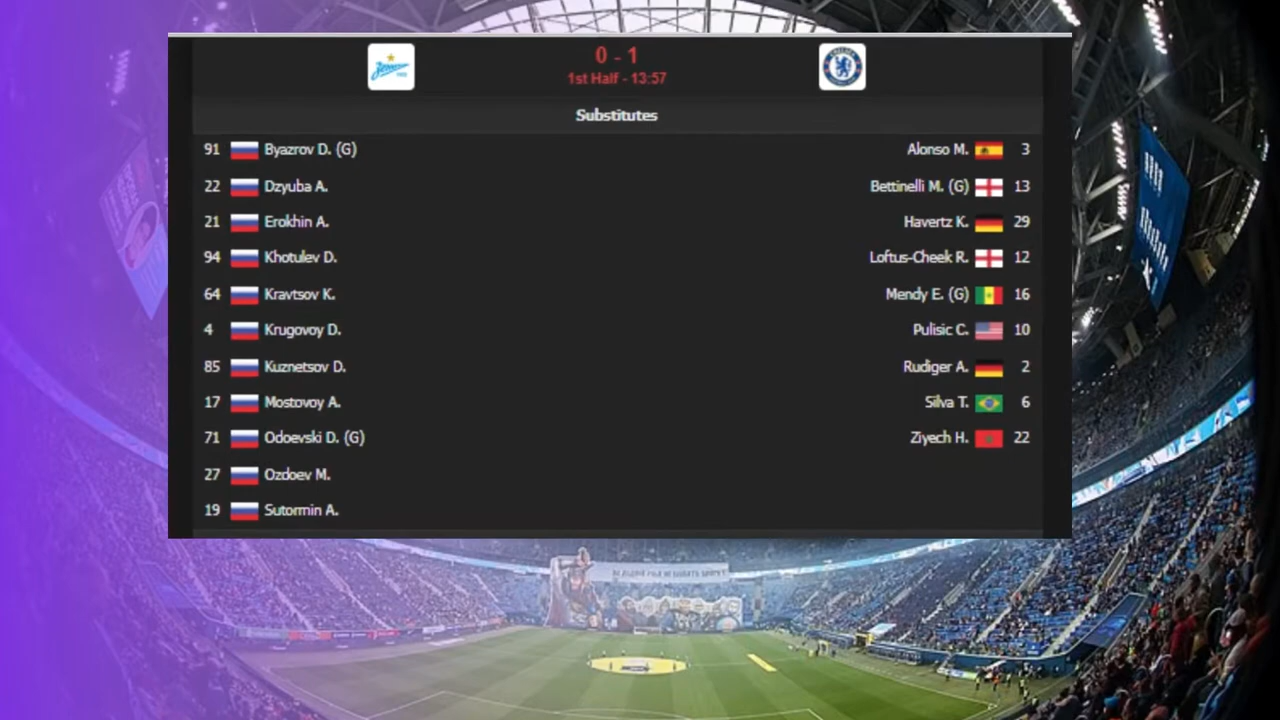 0 - 1
1st Half - 13:57
Substitutes
91 Byazrov D. (G) Alonso M. 3
22 Dzyuba A. Bettinelli M. (G) 13
21 Erokhin A. Havertz K. 29
94 Khotulev D. Loftus-Cheek R. 12
64 Kravtsov K. Mendy E. (G) 16
4 Krugovoy D. Pulisic C. 10
85 Kuznetsov D. Rudiger A. 2
17 Mostovoy A. Silva T. 6
71 Odoevski D. (G) Ziyech H. 22
27 Ozdoev M.
19 Sutormin A.